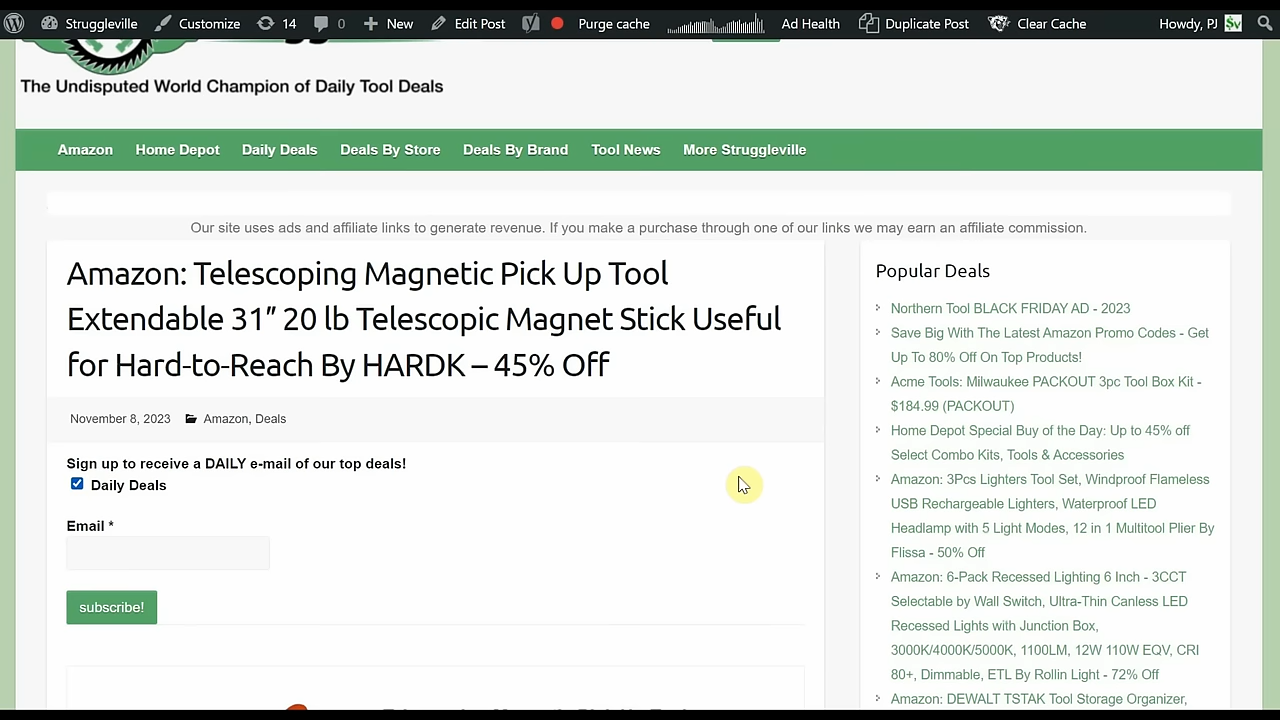 Struggleville
Customize
14
0
New
Edit Post
Purge cache
Ad Health
Duplicate Post
Clear Cache
Howdy, PJ
The Undisputed World Champion of Daily Tool Deals
Amazon
Home Depot
Daily Deals
Deals By Store
Deals By Brand
Tool News
More Struggleville
Our site uses ads and affiliate links to generate revenue. If you make a purchase through one of our links we may earn an affiliate commission.
Amazon: Telescoping Magnetic Pick Up Tool
Extendable 31″ 20 lb Telescopic Magnet Stick Useful
for Hard-to-Reach By HARDK – 45% Off
November 8, 2023
Amazon, Deals
Sign up to receive a DAILY e-mail of our top deals!
Daily Deals
Email *
subscribe!
Popular Deals
Northern Tool BLACK FRIDAY AD - 2023
Save Big With The Latest Amazon Promo Codes - Get
Up To 80% Off On Top Products!
Acme Tools: Milwaukee PACKOUT 3pc Tool Box Kit -
$184.99 (PACKOUT)
Home Depot Special Buy of the Day: Up to 45% off
Select Combo Kits, Tools & Accessories
Amazon: 3Pcs Lighters Tool Set, Windproof Flameless
USB Rechargeable Lighters, Waterproof LED
Headlamp with 5 Light Modes, 12 in 1 Multitool Plier By
Flissa - 50% Off
Amazon: 6-Pack Recessed Lighting 6 Inch - 3CCT
Selectable by Wall Switch, Ultra-Thin Canless LED
Recessed Lights with Junction Box,
3000K/4000K/5000K, 1100LM, 12W 110W EQV, CRI
80+, Dimmable, ETL By Rollin Light - 72% Off
Amazon: DEWALT TSTAK Tool Storage Organizer,